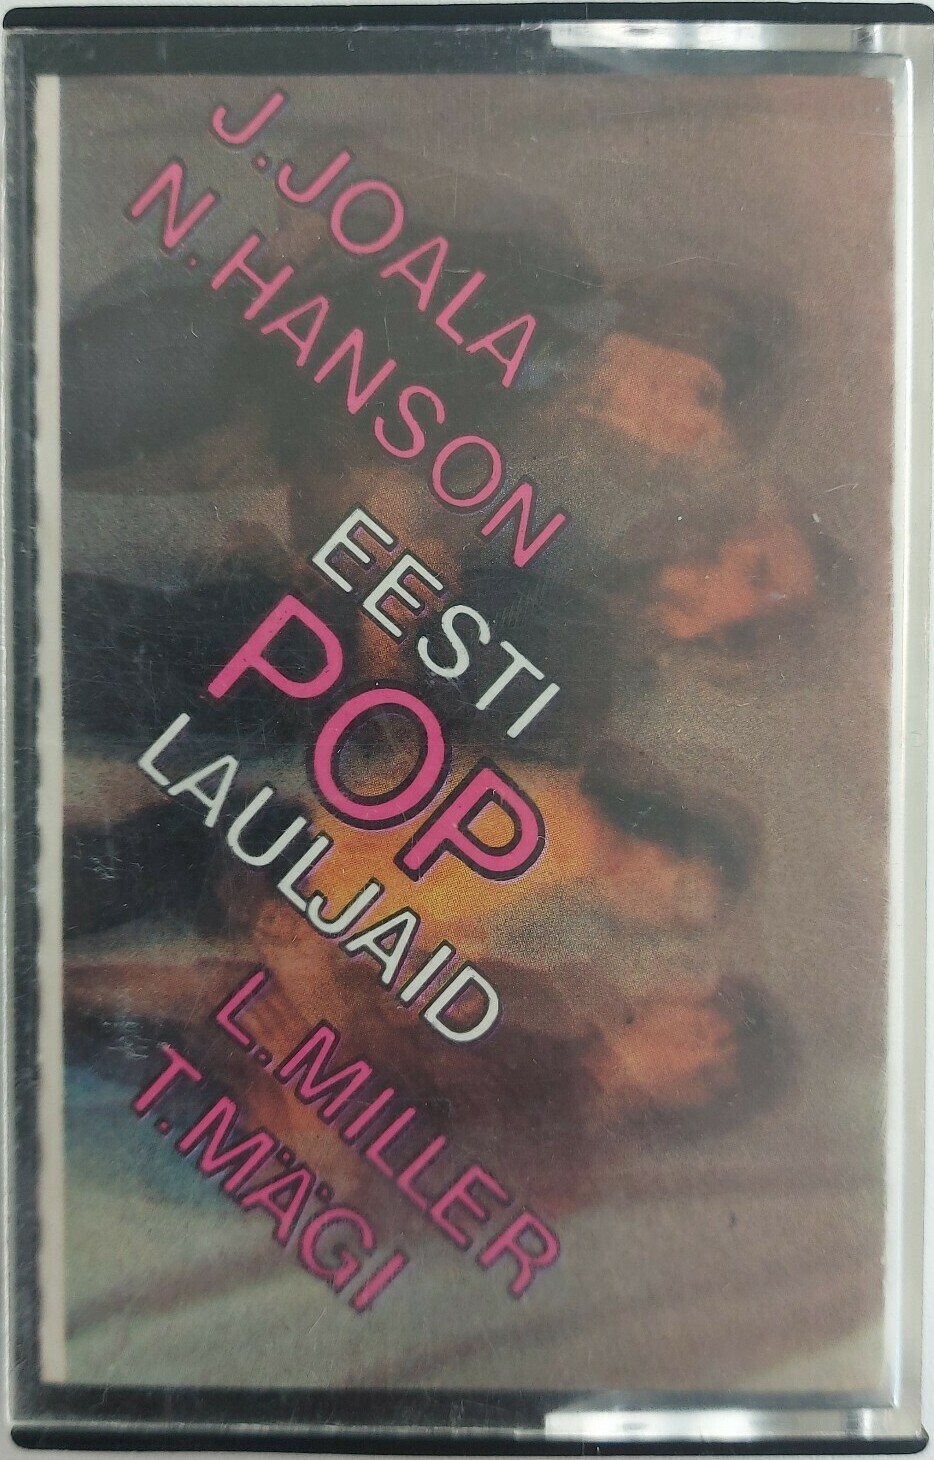 J.JOALA
N.HANSON
EESTI
POP
LAULJAID
L.MILLER
T.MÄGI